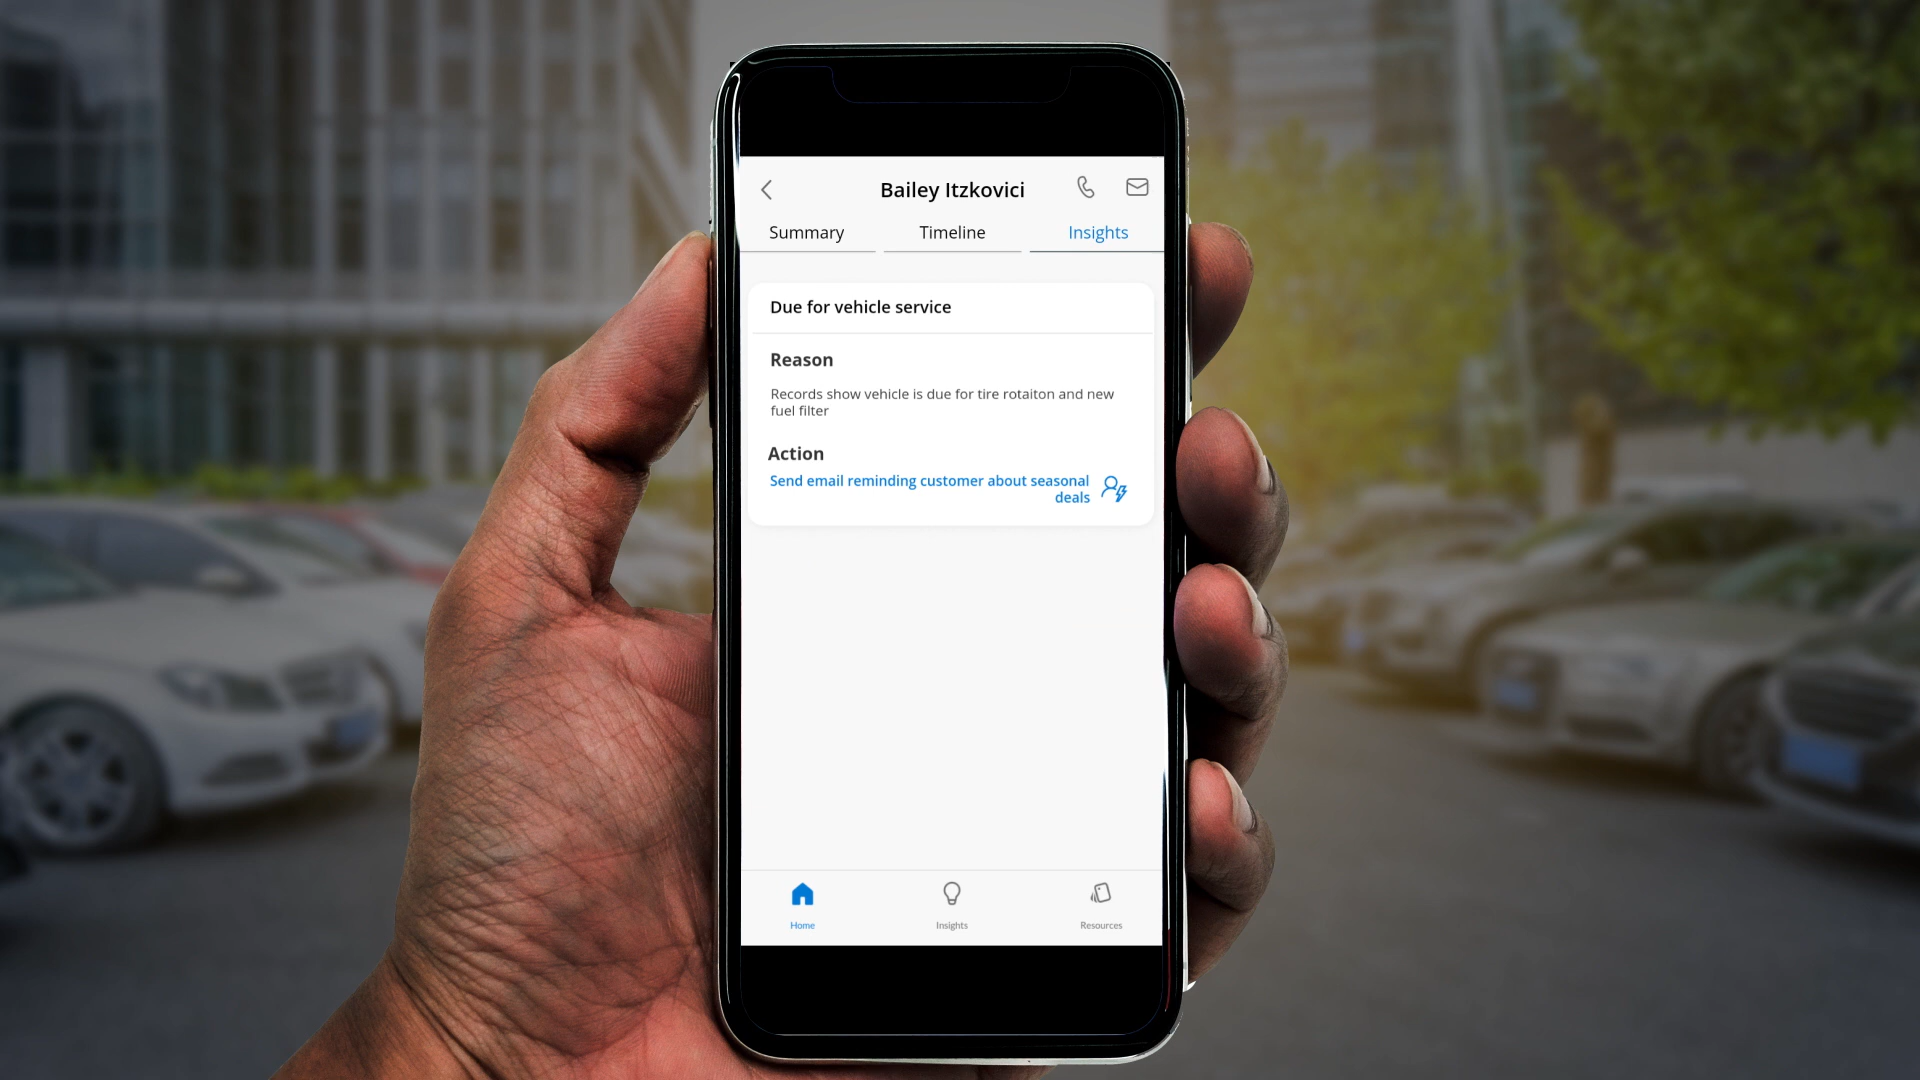 Bailey Itzkovici
Summary Timeline Insights
Due for vehicle service
Reason
Records show vehicle is due for tire rotaiton and new
fuel filter
Action
Send email reminding customer about seasonal
deals
Home Insights Resources